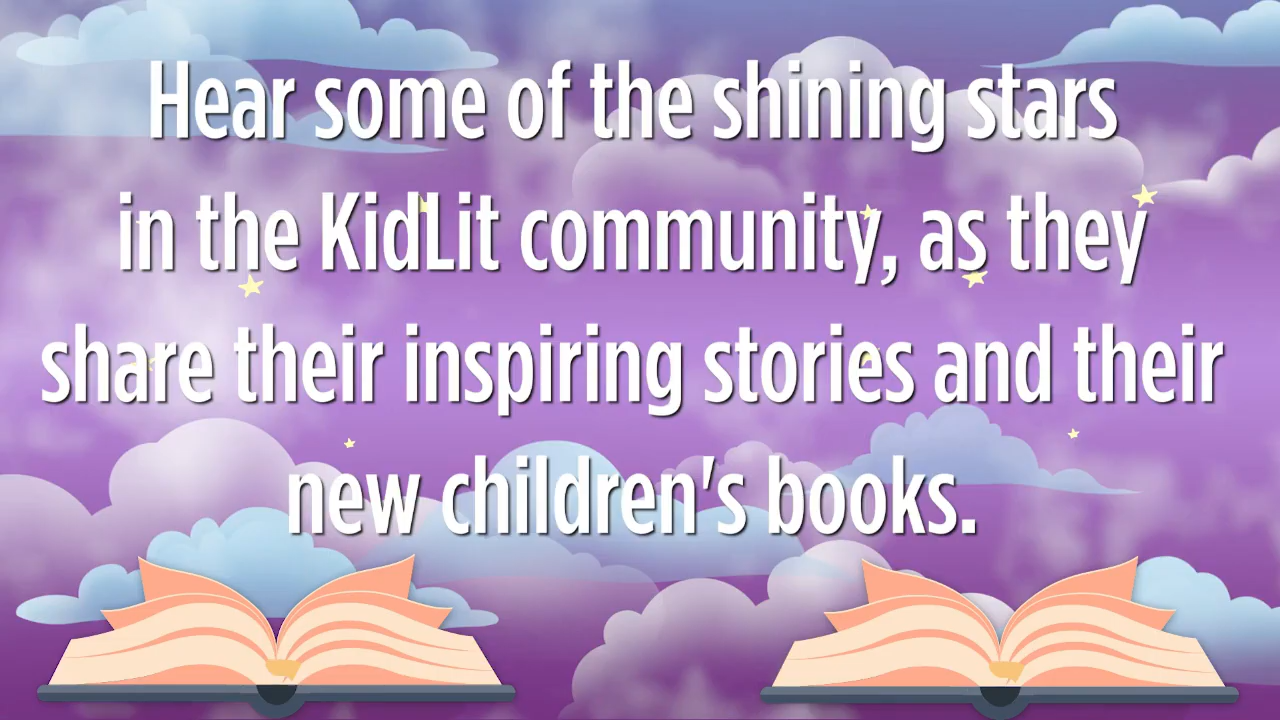 Hear some of the shining stars
in the KidLit community, as they
share their inspiring stories and their
new children's books.